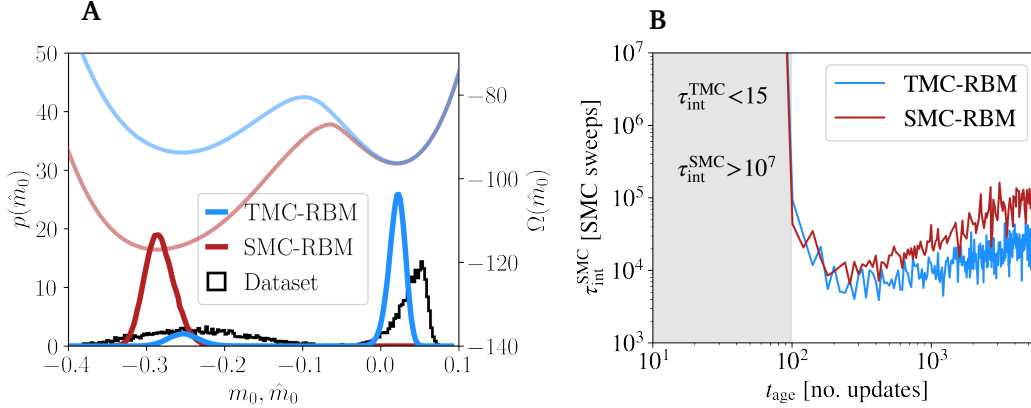 A
50
40
30
20
10
0
p(m̂₀)
−80
−100
−120
−140
Ω(m̂₀)
TMC-RBM
SMC-RBM
Dataset
−0.4
−0.3
−0.2
−0.1
0.0
0.1
m₀, m̂₀
B
10⁷
10⁶
10⁵
10⁴
10³
τ_int^SMC [SMC sweeps]
τ_int^TMC<15
τ_int^SMC>10⁷
TMC-RBM
SMC-RBM
10¹
10²
10³
t_age [no. updates]